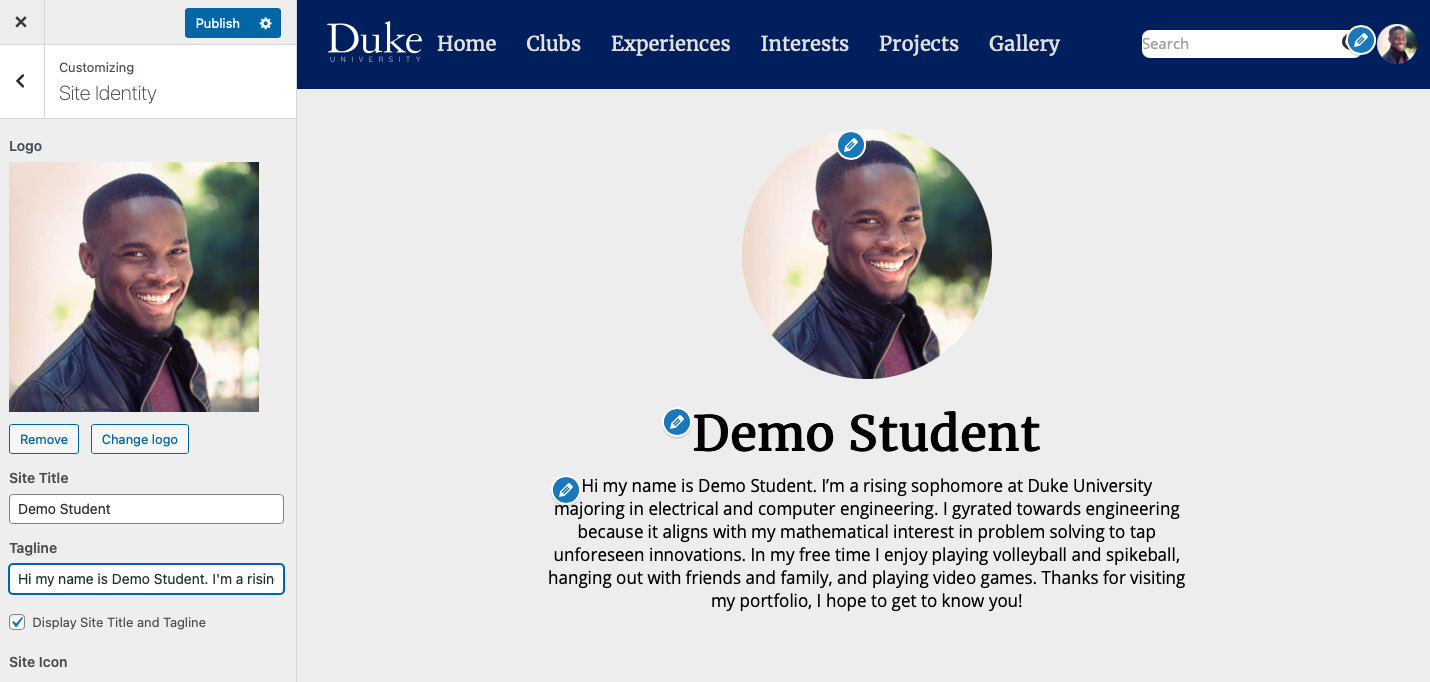 Publish
Customizing
Site Identity
Logo
Remove
Change logo
Site Title
Demo Student
Tagline
Hi my name is Demo Student. I'm a risin
Display Site Title and Tagline
Site Icon
Duke
UNIVERSITY
Home
Clubs
Experiences
Interests
Projects
Gallery
Search
Demo Student
Hi my name is Demo Student. I’m a rising sophomore at Duke University
majoring in electrical and computer engineering. I gyrated towards engineering
because it aligns with my mathematical interest in problem solving to tap
unforeseen innovations. In my free time I enjoy playing volleyball and spikeball,
hanging out with friends and family, and playing video games. Thanks for visiting
my portfolio, I hope to get to know you!